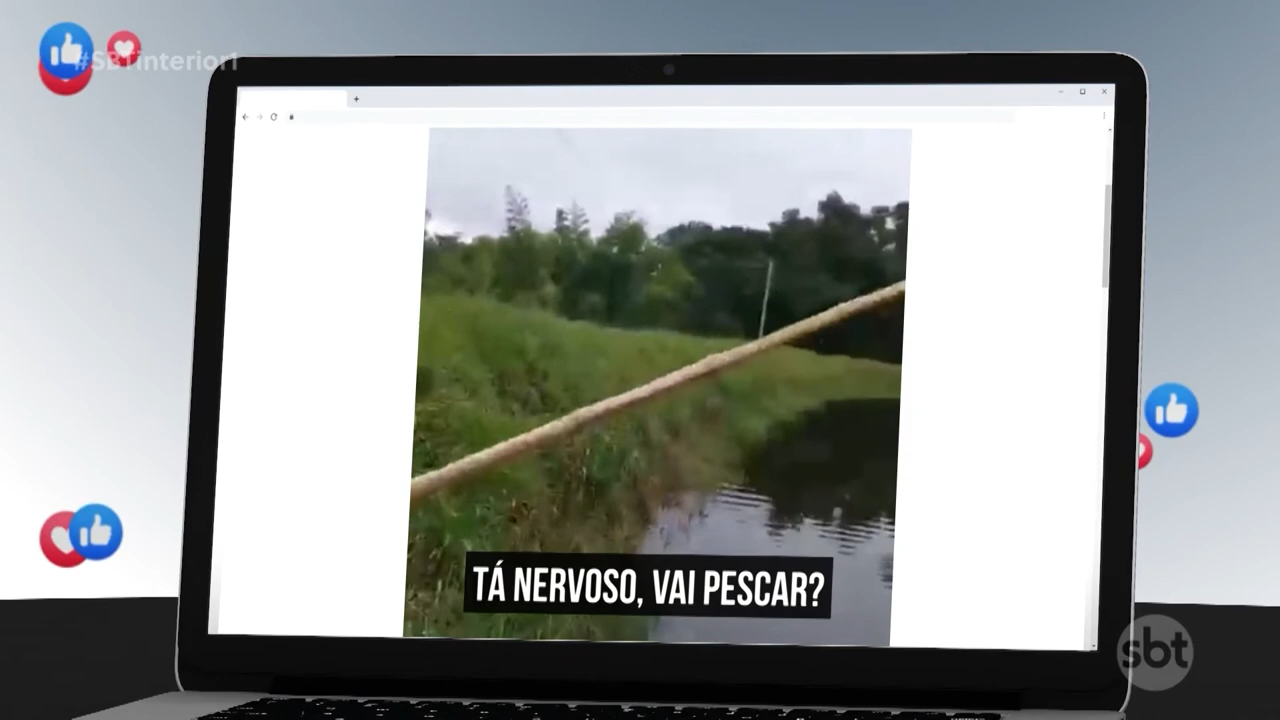 #SBTinterior1
TÁ NERVOSO, VAI PESCAR?
sbt